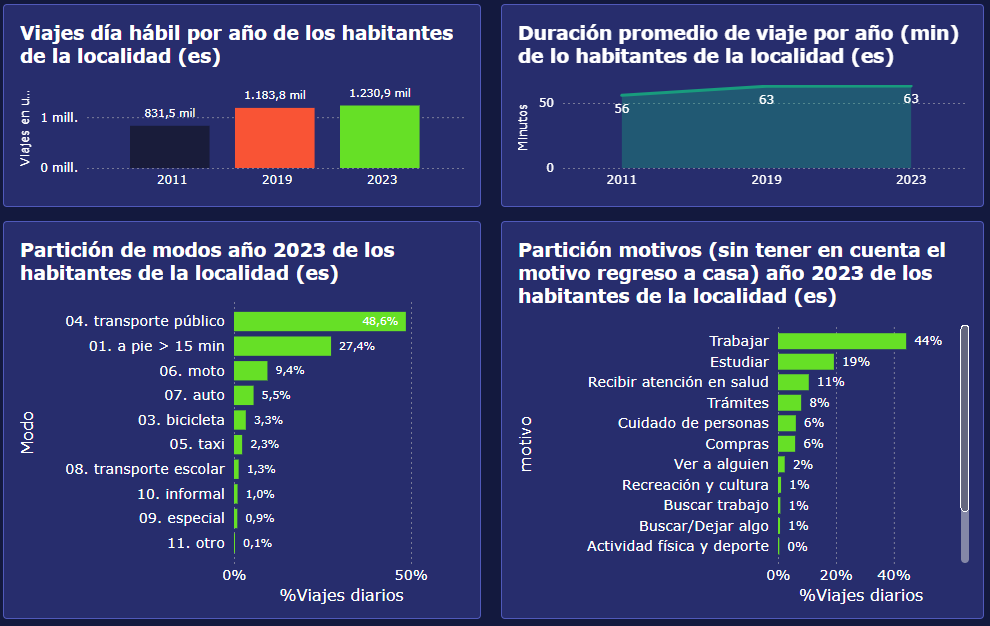 Viajes día hábil por año de los habitantes
de la localidad (es)
Viajes en u...
1 mill.
0 mill.
831,5 mil
1.183,8 mil
1.230,9 mil
2011
2019
2023
Duración promedio de viaje por año (min)
de lo habitantes de la localidad (es)
Minutos
50
0
56
63
63
2011
2019
2023
Partición de modos año 2023 de los
habitantes de la localidad (es)
Modo
04. transporte público 48,6%
01. a pie > 15 min 27,4%
06. moto 9,4%
07. auto 5,5%
03. bicicleta 3,3%
05. taxi 2,3%
08. transporte escolar 1,3%
10. informal 1,0%
09. especial 0,9%
11. otro 0,1%
0% 50%
%Viajes diarios
Partición motivos (sin tener en cuenta el
motivo regreso a casa) año 2023 de los
habitantes de la localidad (es)
motivo
Trabajar 44%
Estudiar 19%
Recibir atención en salud 11%
Trámites 8%
Cuidado de personas 6%
Compras 6%
Ver a alguien 2%
Recreación y cultura 1%
Buscar trabajo 1%
Buscar/Dejar algo 1%
Actividad física y deporte 0%
0% 20% 40%
%Viajes diarios